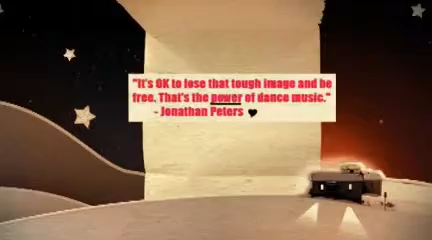 "It's OK to lose that tough image and be
free. That's the power of dance music."
- Jonathan Peters ♥